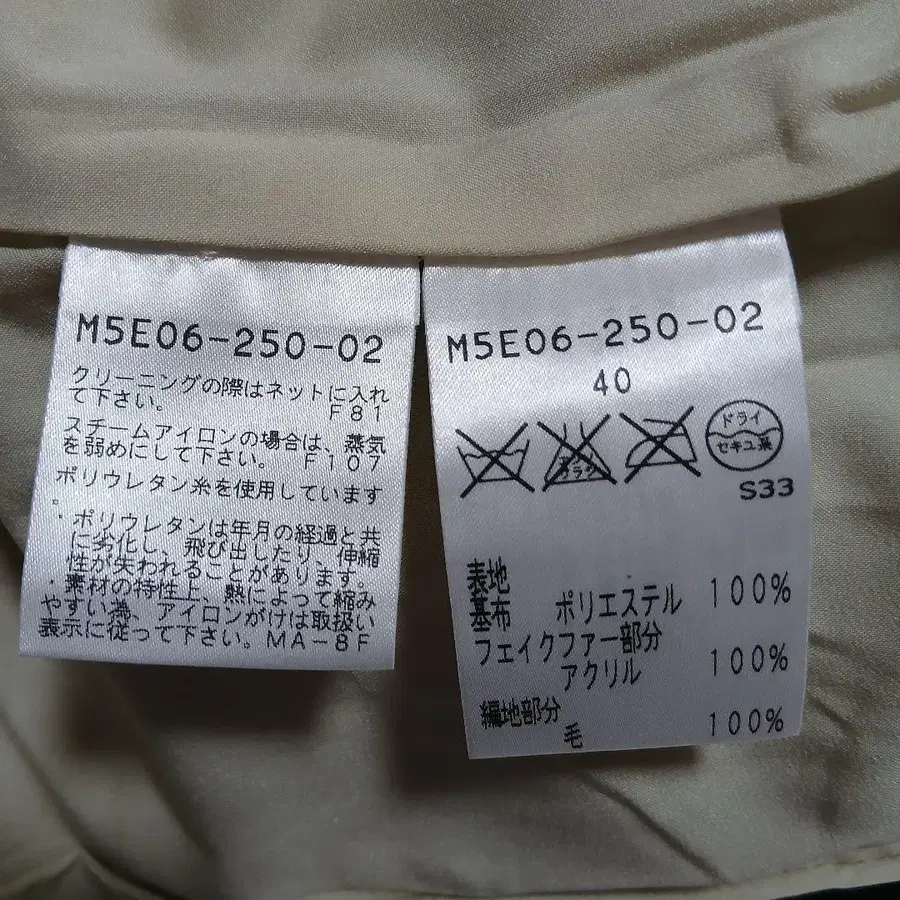 M5E06-250-02
クリーニングの際はネットに入れ
て下さい。 F81
スチームアイロンの場合は、蒸気
を弱めにして下さい。 F107
ポリウレタン糸を使用しています
。
・ポリウレタンは年月の経過と共
に劣化し、飛び出したり、伸縮
性が失われることがあります。
・素材の特性上、熱によって縮み
やすい為、アイロンがけは取扱い
表示に従って下さい。MA-8F
M5E06-250-02
40
ドライ
セキユ系
S33
表地
基布 ポリエステル 100%
フェイクファー部分
アクリル 100%
編地部分
毛 100%